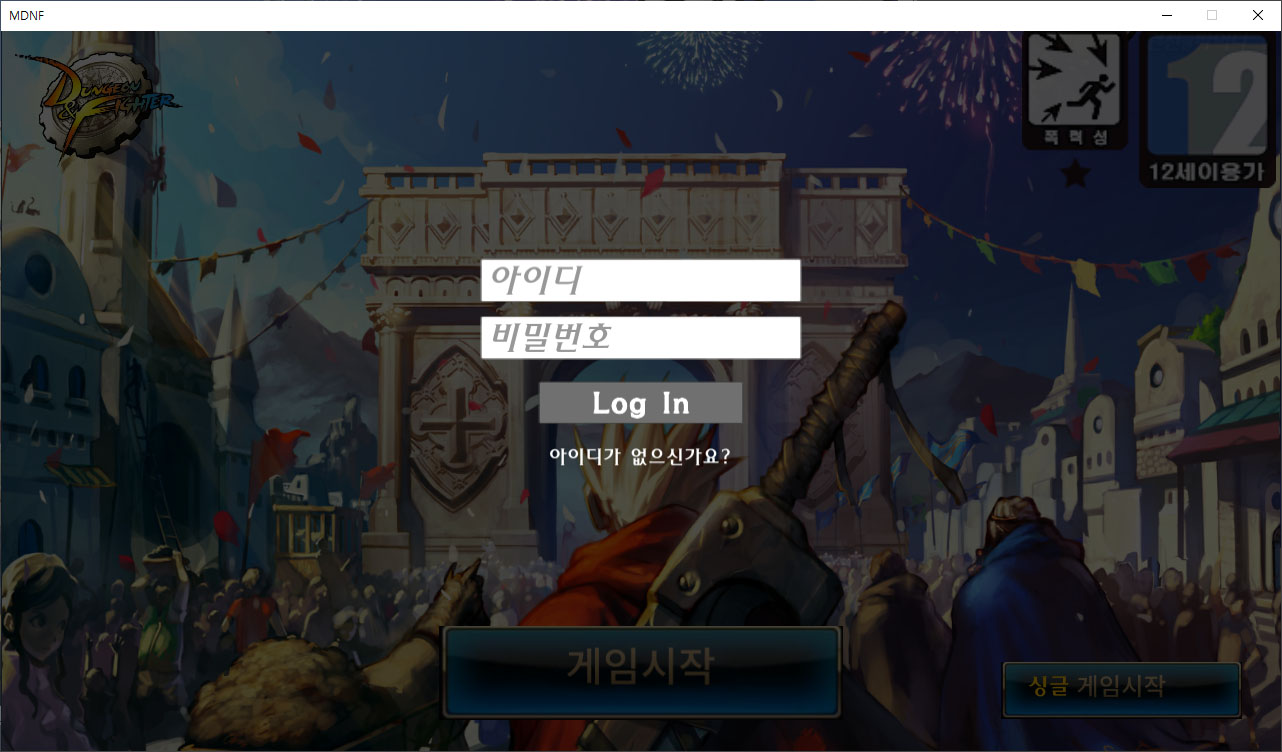 MDNF
DUNGEON
& FIGHTER
폭력성
12
12세이용가
아이디
비밀번호
Log In
아이디가 없으신가요?
게임시작
싱글 게임시작